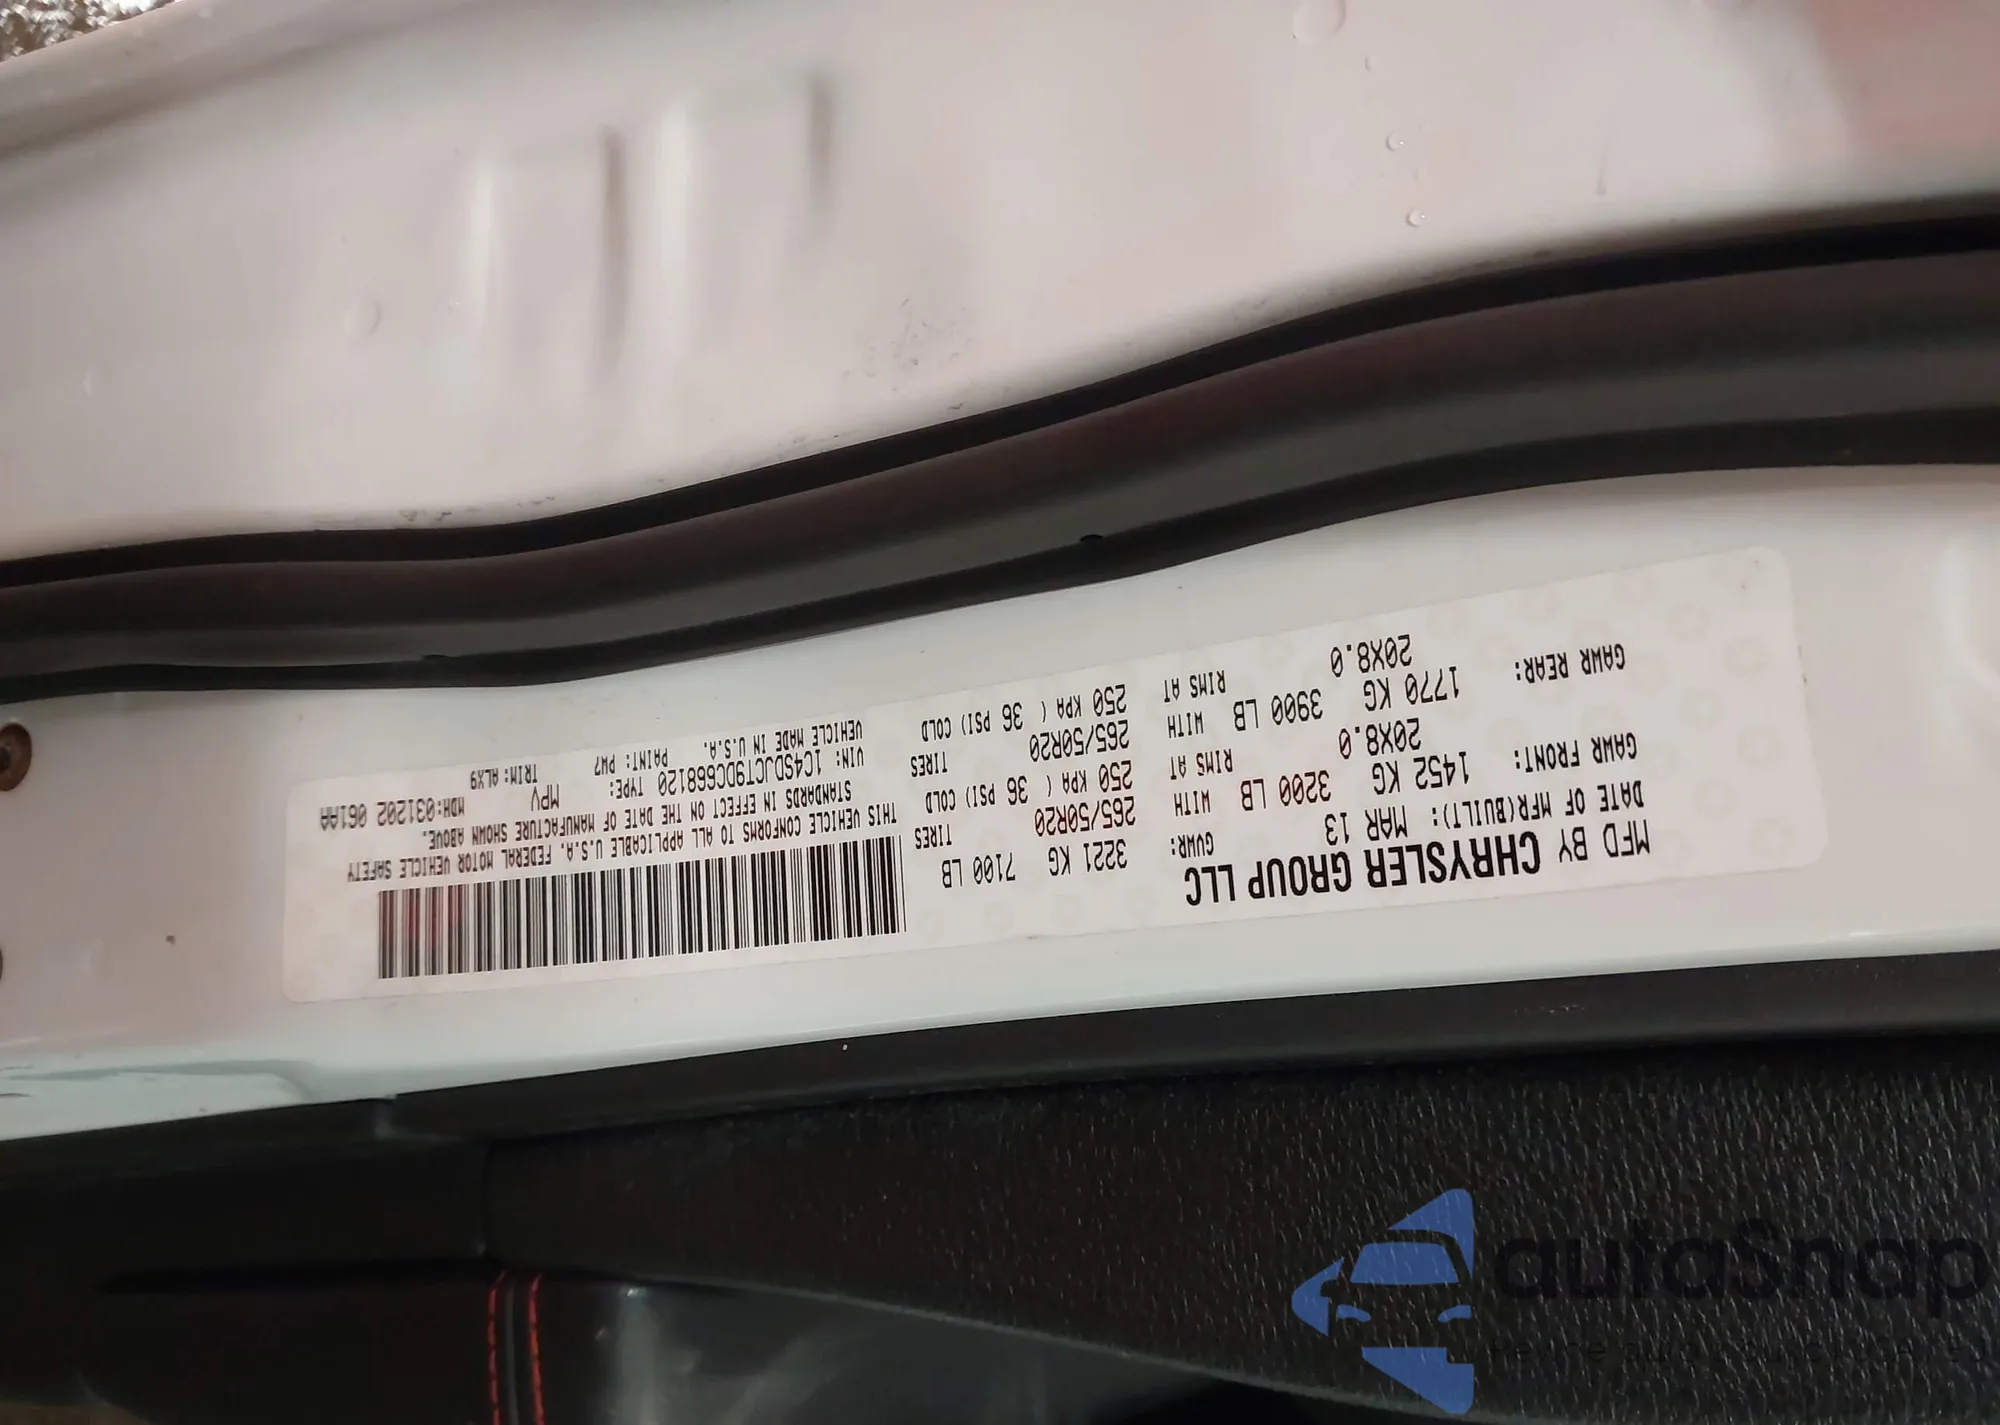 MFD BY CHRYSLER GROUP LLC
DATE OF MFR(BUILT): MAR 13 GVWR: 3221 KG 7100 LB
GAWR FRONT: 1452 KG 3200 LB WITH TIRES 265/50R20
20X8.0 RIMS AT 250 KPA ( 36 PSI) COLD
GAWR REAR: 1770 KG 3900 LB WITH TIRES 265/50R20
20X8.0 RIMS AT 250 KPA ( 36 PSI) COLD
THIS VEHICLE CONFORMS TO ALL APPLICABLE U.S.A. FEDERAL MOTOR VEHICLE SAFETY
STANDARDS IN EFFECT ON THE DATE OF MANUFACTURE SHOWN ABOVE.
VIN: 1C4SDJCT9DC668120 TYPE: MPV MDH:031202 061AA
VEHICLE MADE IN U.S.A. PAINT: PW7 TRIM:ALX9
autoSnap